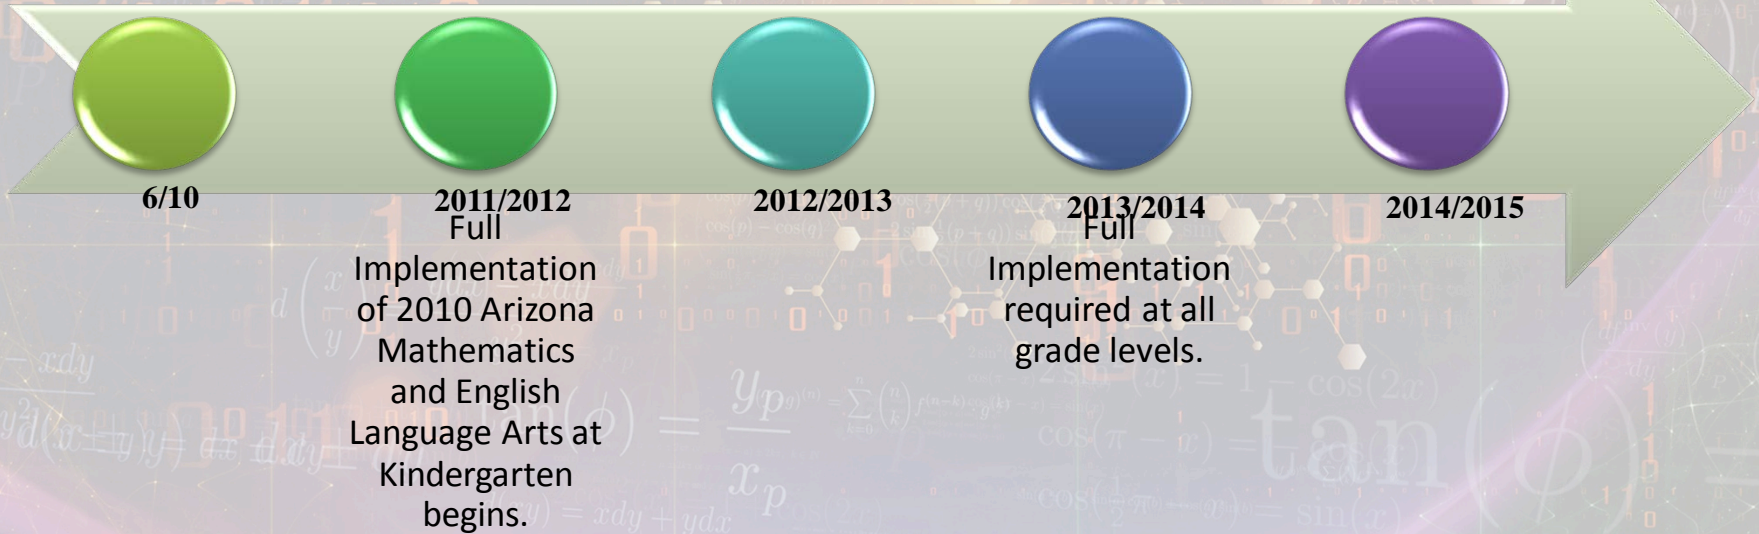 6/10
2011/2012
Full
Implementation
of 2010 Arizona
Mathematics
and English
Language Arts at
Kindergarten
begins.
2012/2013
2013/2014
Full
Implementation
required at all
grade levels.
2014/2015